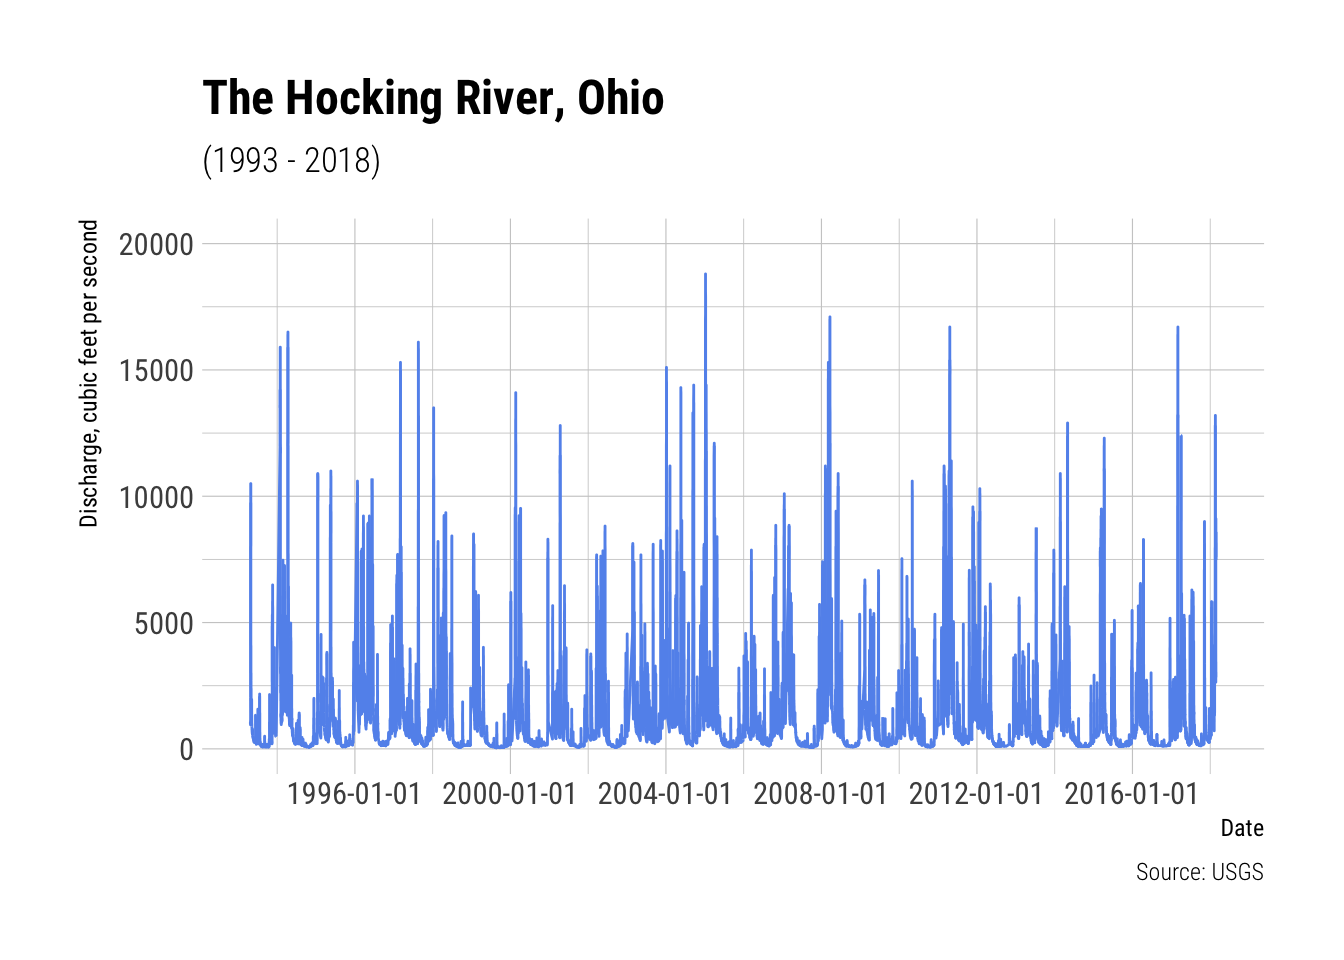 The Hocking River, Ohio
(1993 - 2018)
Discharge, cubic feet per second
20000
15000
10000
5000
0
1996-01-01 2000-01-01 2004-01-01 2008-01-01 2012-01-01 2016-01-01
Date
Source: USGS